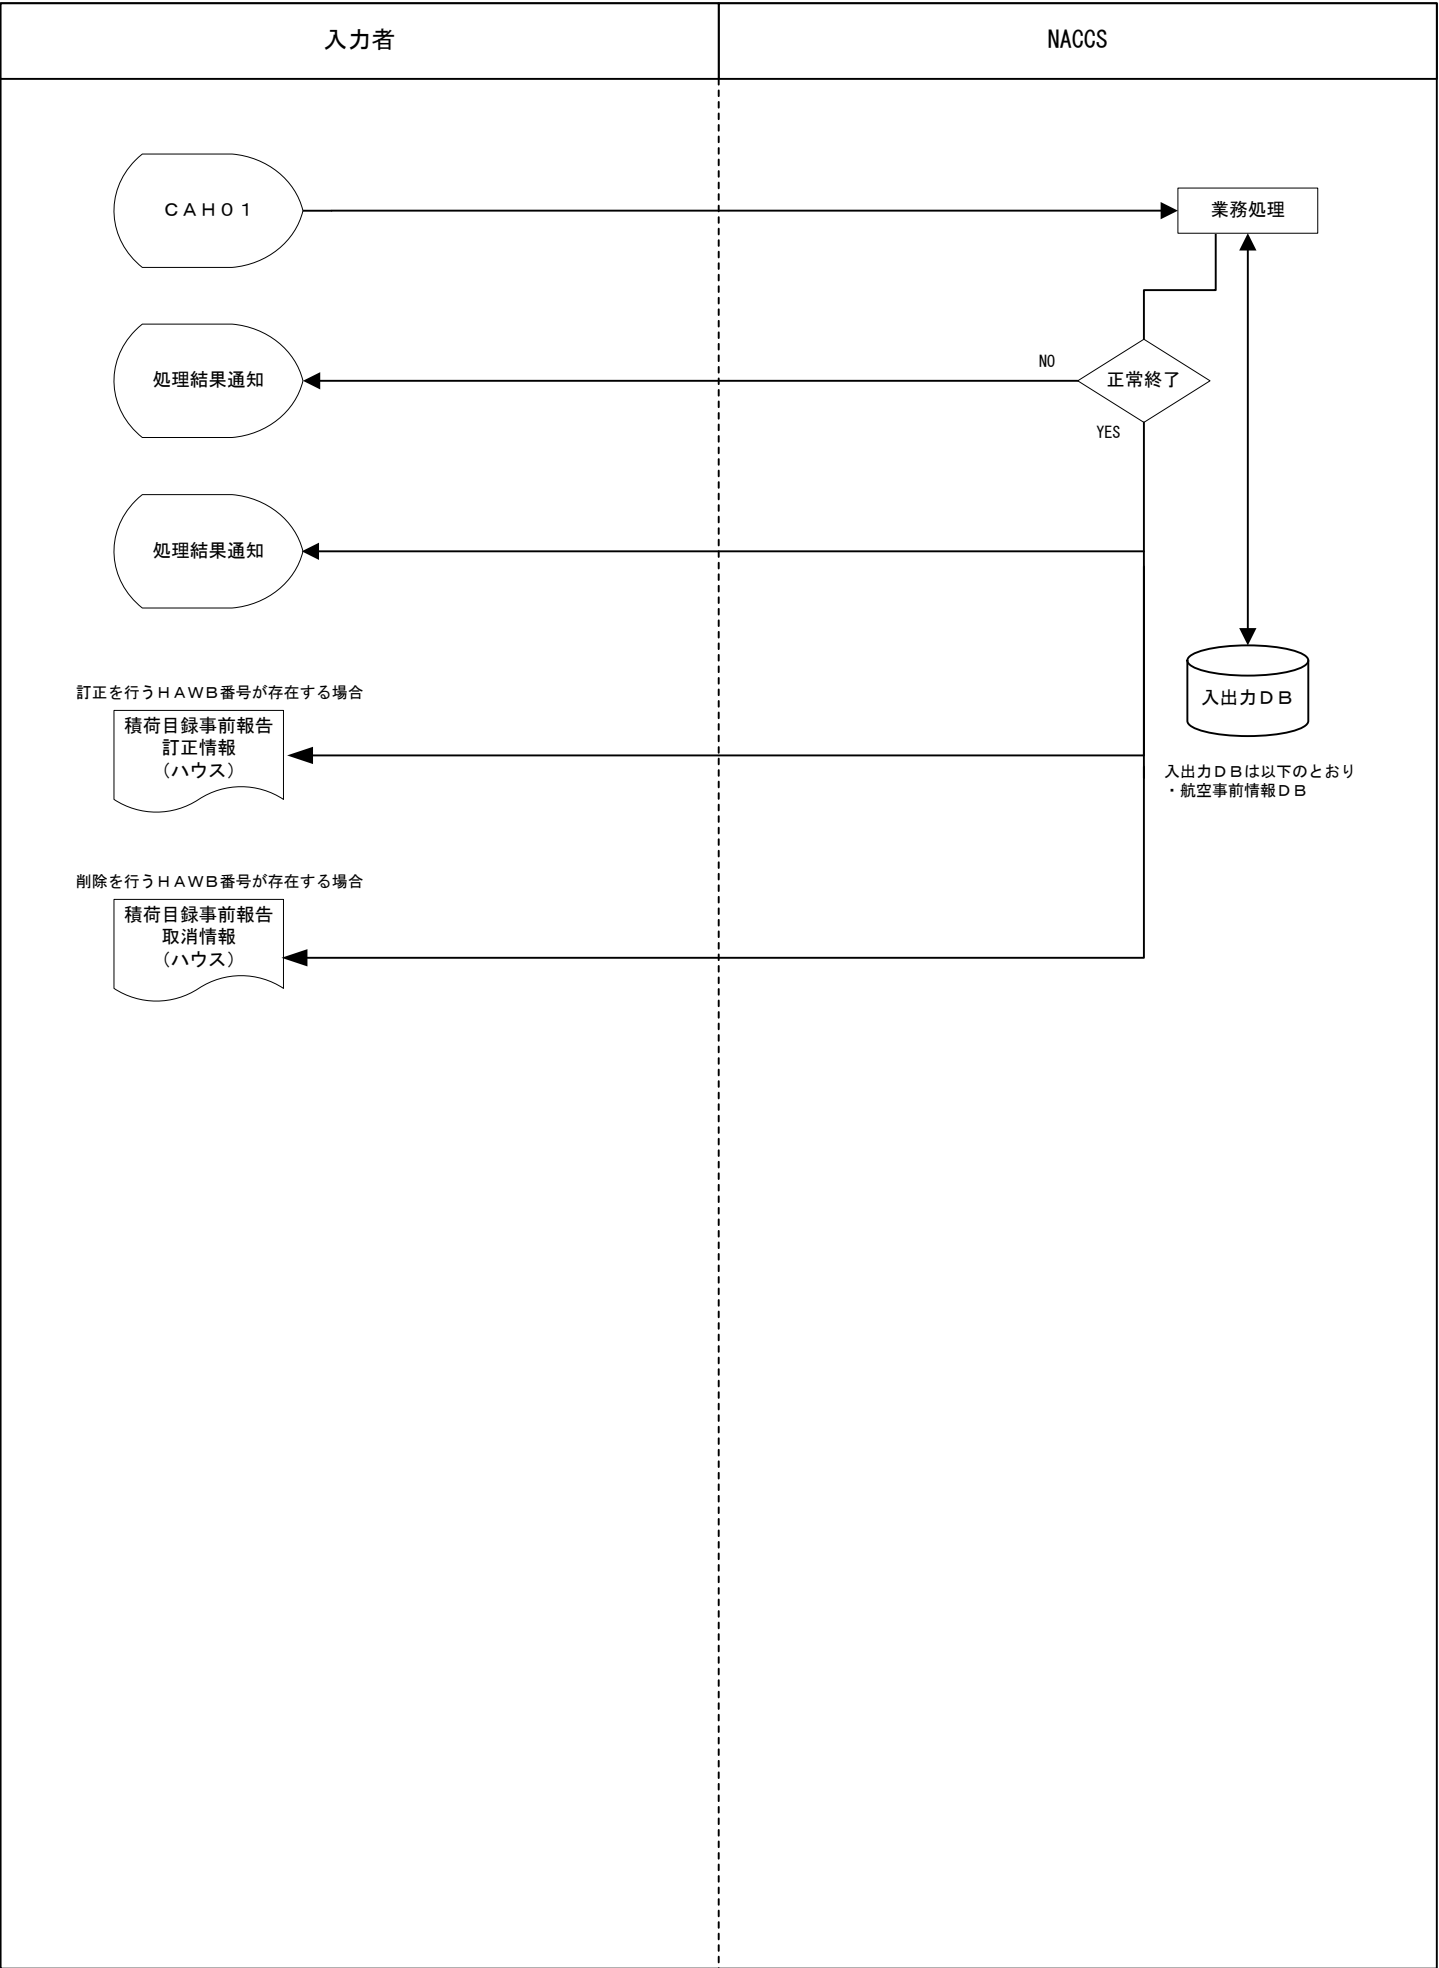 入力者
NACCS
ＣＡＨ０１
業務処理
処理結果通知
NO
正常終了
YES
処理結果通知
訂正を行うＨＡＷＢ番号が存在する場合
積荷目録事前報告
訂正情報
（ハウス）
入出力ＤＢ
入出力ＤＢは以下のとおり
・航空事前情報ＤＢ
削除を行うＨＡＷＢ番号が存在する場合
積荷目録事前報告
取消情報
（ハウス）